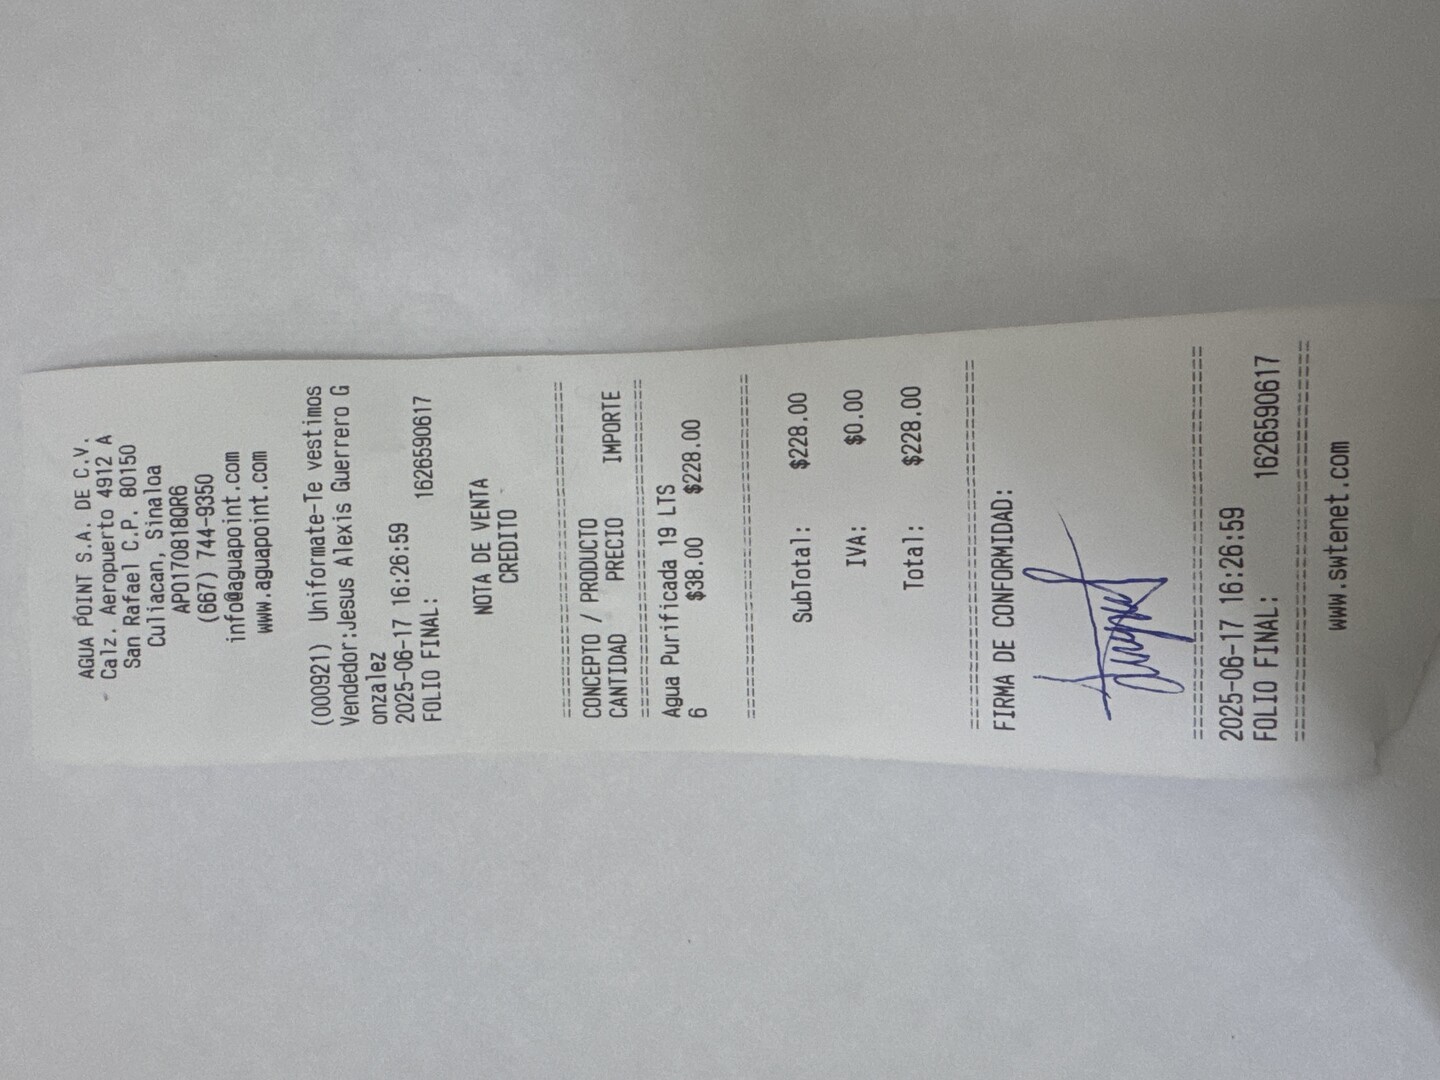 AGUA POINT S.A. DE C.V.
Calz. Aeropuerto 4912 A
San Rafael C.P. 80150
Culiacan, Sinaloa
APO170818QR6
(667) 744-9350
info@aguapoint.com
www.aguapoint.com
(000921) Uniformate-Te vestimos
Vendedor:Jesus Alexis Guerrero G
onzalez
2025-06-17 16:26:59
FOLIO FINAL: 1626590617
NOTA DE VENTA
CREDITO
================================
CONCEPTO / PRODUCTO
CANTIDAD PRECIO IMPORTE
================================
Agua Purificada 19 LTS
6 $38.00 $228.00
================================
SubTotal: $228.00
IVA: $0.00
Total: $228.00
================================
FIRMA DE CONFORMIDAD:
================================
2025-06-17 16:26:59
FOLIO FINAL: 1626590617
================================
www.swtenet.com